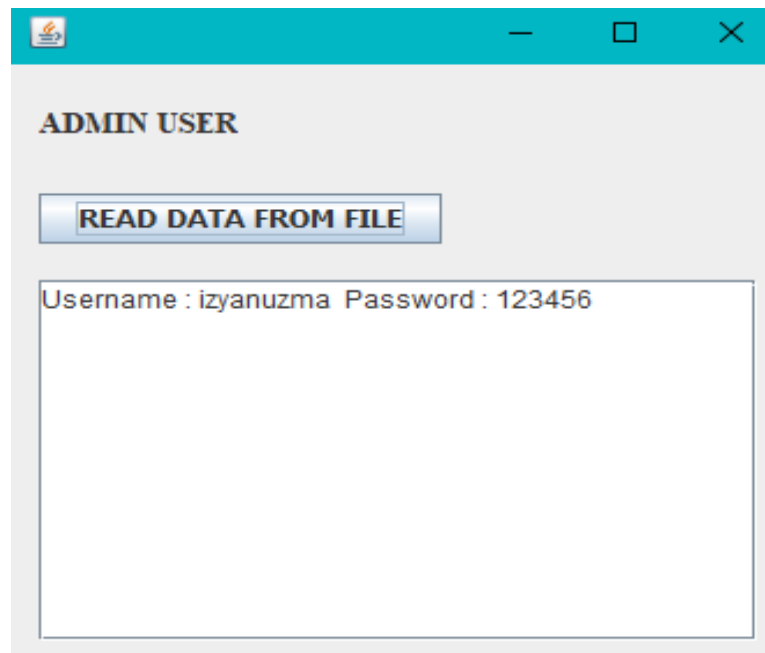 ADMIN USER
READ DATA FROM FILE
Username : izyanuzma  Password : 123456